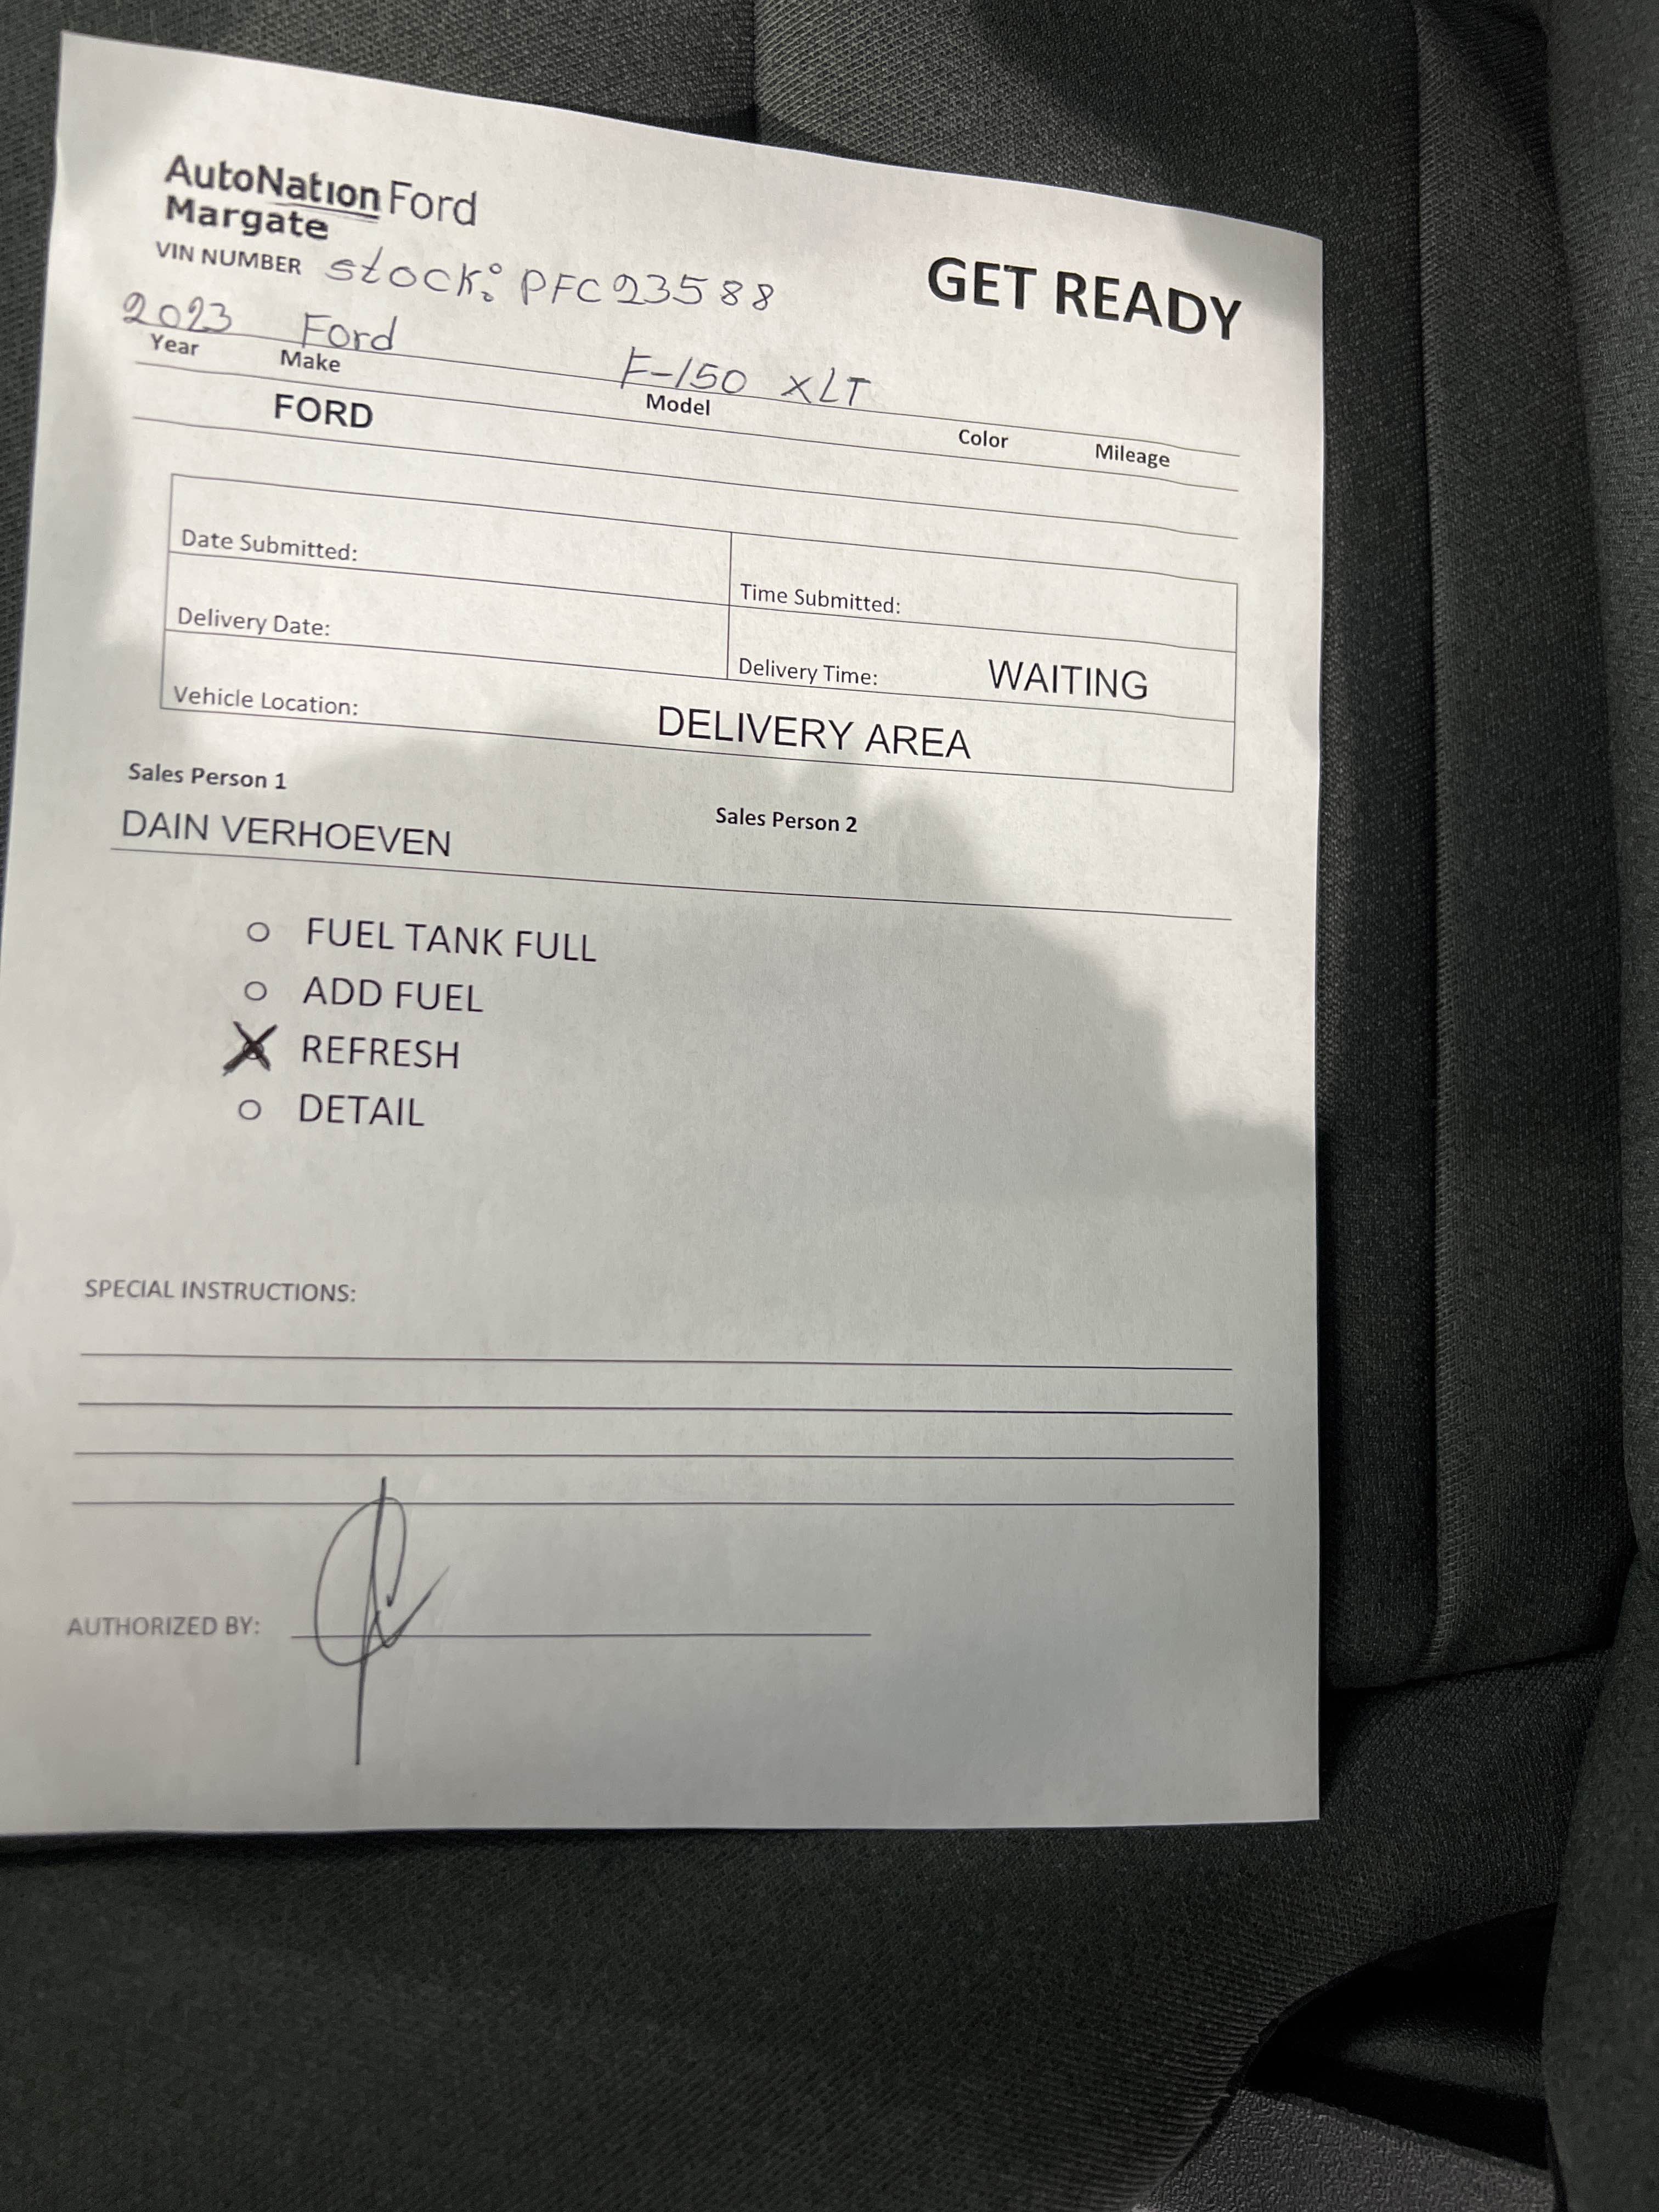 AutoNation Ford
Margate
GET READY
VIN NUMBER stock: PFC23588
2023 Ford F-150 XLT
Year Make Model Color Mileage
FORD
Date Submitted: Time Submitted:
Delivery Date: Delivery Time: WAITING
Vehicle Location: DELIVERY AREA
Sales Person 1 Sales Person 2
DAIN VERHOEVEN
FUEL TANK FULL
ADD FUEL
REFRESH
DETAIL
SPECIAL INSTRUCTIONS:
AUTHORIZED BY: